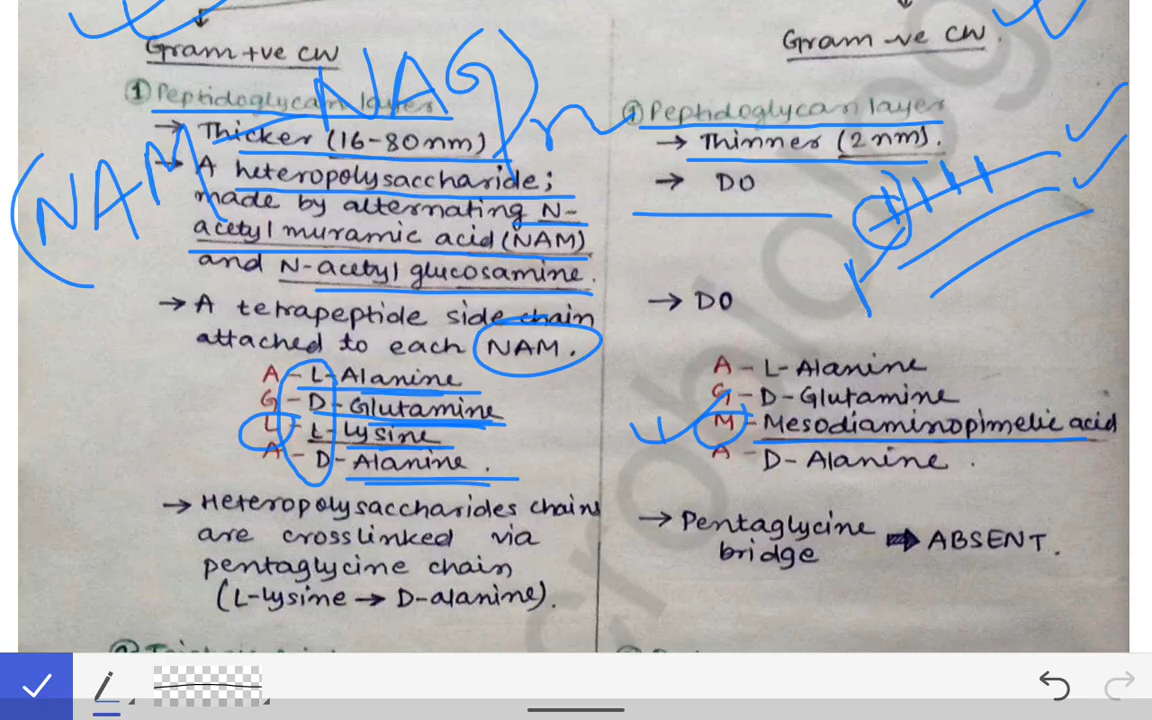 Gram +ve CW
① Peptidoglycan layer
→ Thicker (16-80nm)
→ A heteropolysaccharide;
made by alternating N-
acetyl muramic acid (NAM)
and N-acetyl glucosamine.
→ A tetrapeptide side chain
attached to each NAM.
A - L-Alanine
G - D-Glutamine
L - L-Lysine
A - D-Alanine.
→ Heteropolysaccharides chains
are crosslinked via
pentaglycine chain
(L-lysine → D-alanine).
(NAM - NAG)n
Gram -ve CW.
① Peptidoglycan layer
→ Thinner (2nm).
→ DO
→ DO
A - L-Alanine
G - D-Glutamine
M - Mesodiaminopimelic acid
A - D-Alanine.
→ Pentaglycine
bridge ⇒ ABSENT.